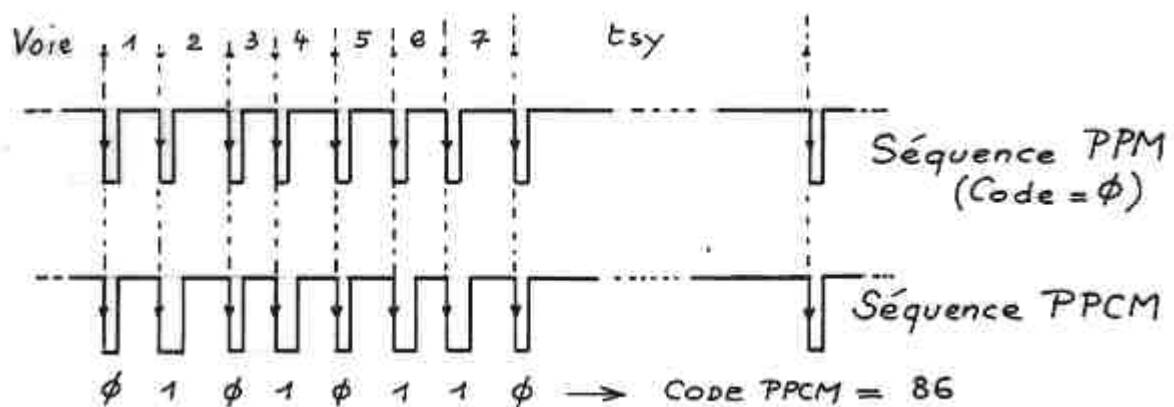 Voie 1 2 3 4 5 6 7 tsy
Séquence PPM
(Code = ϕ)
Séquence PPCM
ϕ 1 ϕ 1 ϕ 1 1 ϕ → Code PPCM = 86